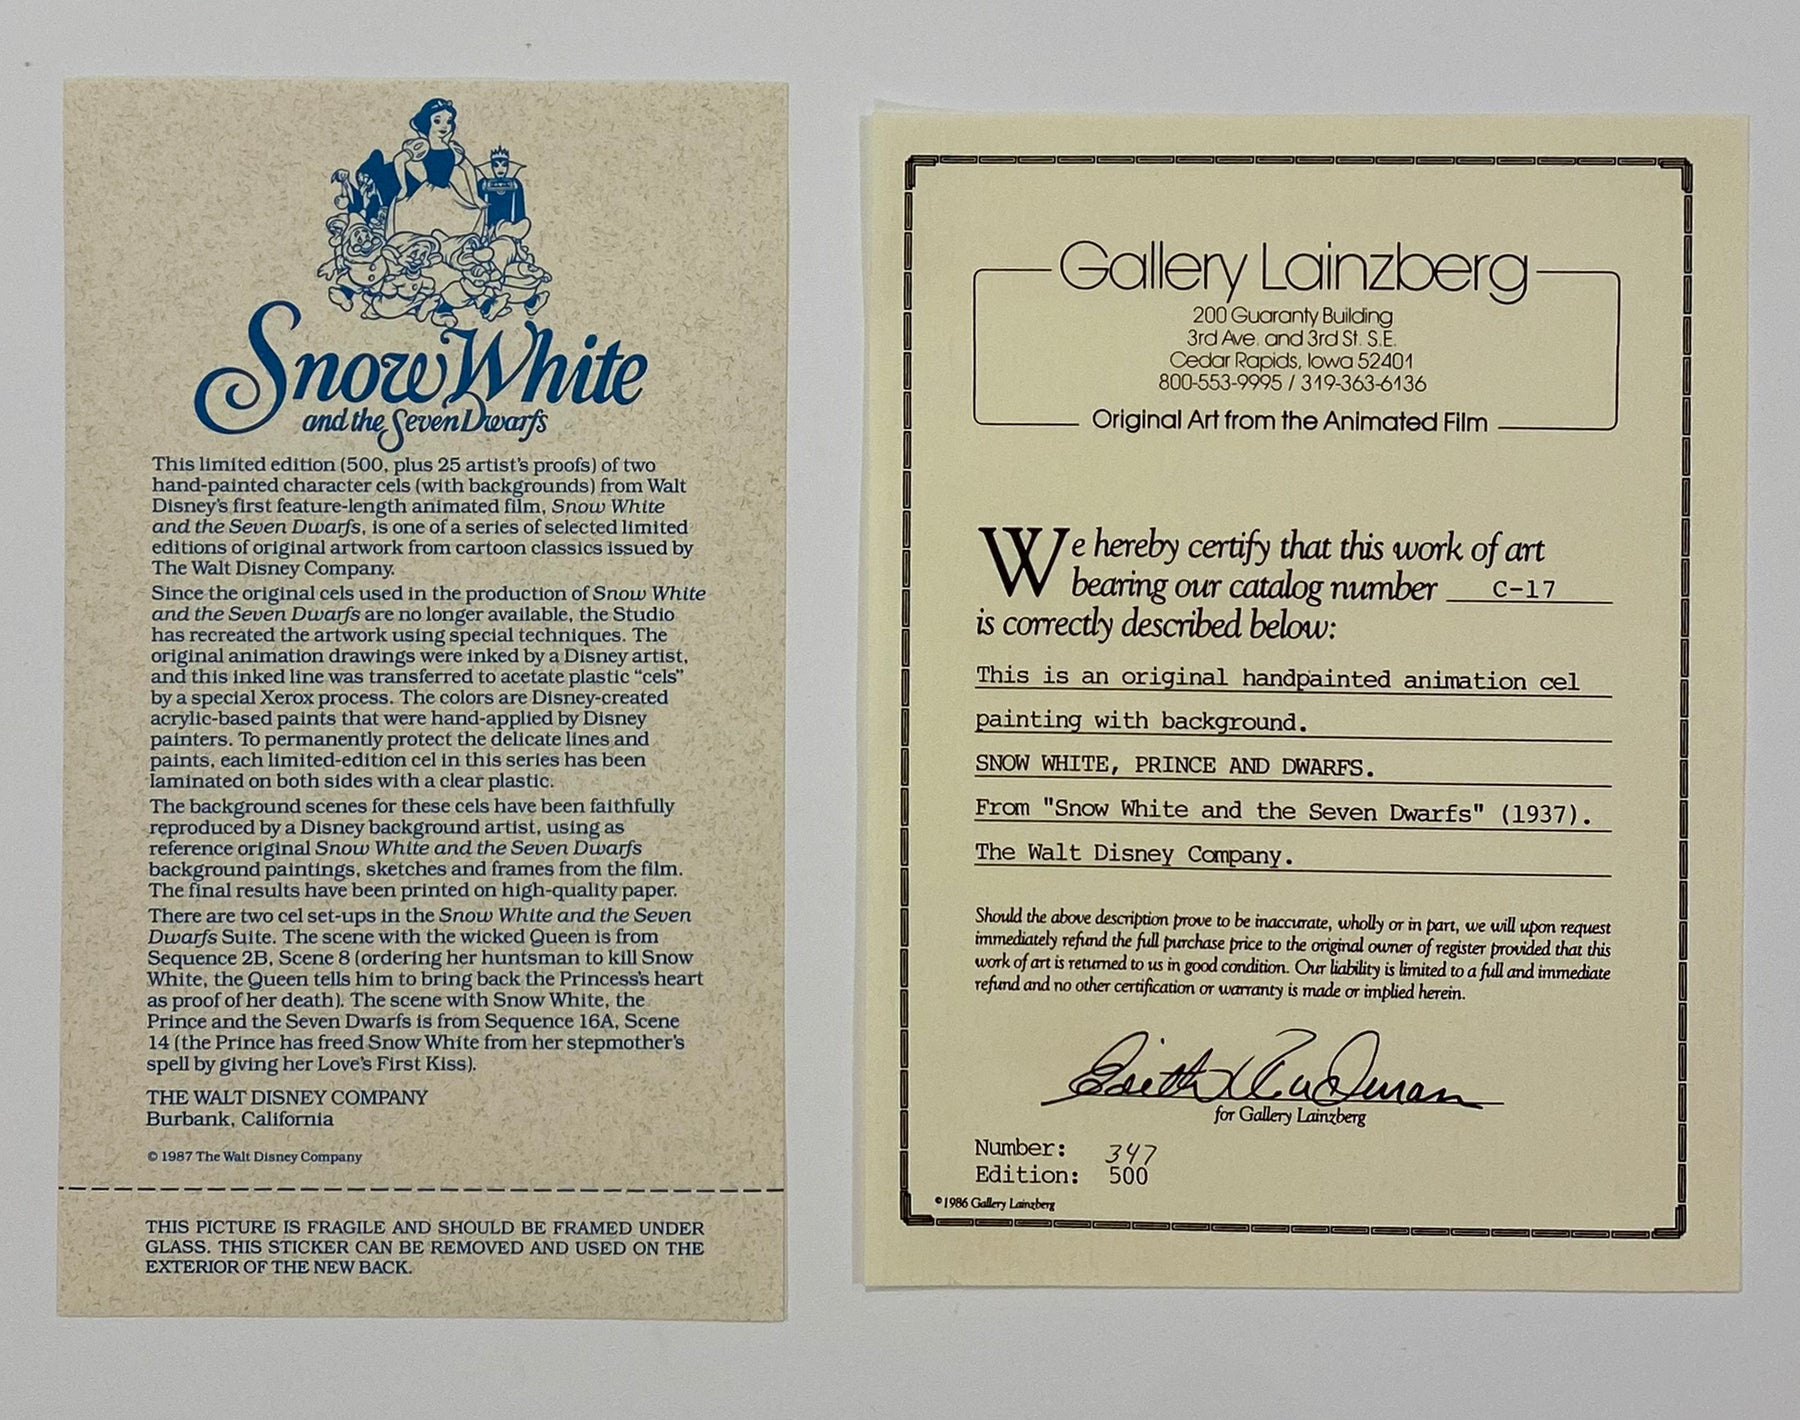 Snow White
and the Seven Dwarfs
This limited edition (500, plus 25 artist's proofs) of two
hand-painted character cels (with backgrounds) from Walt
Disney's first feature-length animated film, Snow White
and the Seven Dwarfs, is one of a series of selected limited
editions of original artwork from cartoon classics issued by
The Walt Disney Company.
Since the original cels used in the production of Snow White
and the Seven Dwarfs are no longer available, the Studio
has recreated the artwork using special techniques. The
original animation drawings were inked by a Disney artist,
and this inked line was transferred to acetate plastic “cels”
by a special Xerox process. The colors are Disney-created
acrylic-based paints that were hand-applied by Disney
painters. To permanently protect the delicate lines and
paints, each limited-edition cel in this series has been
laminated on both sides with a clear plastic.
The background scenes for these cels have been faithfully
reproduced by a Disney background artist, using as
reference original Snow White and the Seven Dwarfs
background paintings, sketches and frames from the film.
The final results have been printed on high-quality paper.
There are two cel set-ups in the Snow White and the Seven
Dwarfs Suite. The scene with the wicked Queen is from
Sequence 2B, Scene 8 (ordering her huntsman to kill Snow
White, the Queen tells him to bring back the Princess's heart
as proof of her death). The scene with Snow White, the
Prince and the Seven Dwarfs is from Sequence 16A, Scene
14 (the Prince has freed Snow White from her stepmother's
spell by giving her Love's First Kiss).
THE WALT DISNEY COMPANY
Burbank, California
© 1987 The Walt Disney Company
THIS PICTURE IS FRAGILE AND SHOULD BE FRAMED UNDER
GLASS. THIS STICKER CAN BE REMOVED AND USED ON THE
EXTERIOR OF THE NEW BACK.
Gallery Lainzberg
200 Guaranty Building
3rd Ave. and 3rd St. S.E.
Cedar Rapids, Iowa 52401
800-553-9995 / 319-363-6136
Original Art from the Animated Film
We hereby certify that this work of art
bearing our catalog number C-17
is correctly described below:
This is an original handpainted animation cel
painting with background.
SNOW WHITE, PRINCE AND DWARFS.
From "Snow White and the Seven Dwarfs" (1937).
The Walt Disney Company.
Should the above description prove to be inaccurate, wholly or in part, we will upon request
immediately refund the full purchase price to the original owner of register provided that this
work of art is returned to us in good condition. Our liability is limited to a full and immediate
refund and no other certification or warranty is made or implied herein.
for Gallery Lainzberg
Number: 347
Edition: 500
© 1986 Gallery Lainzberg